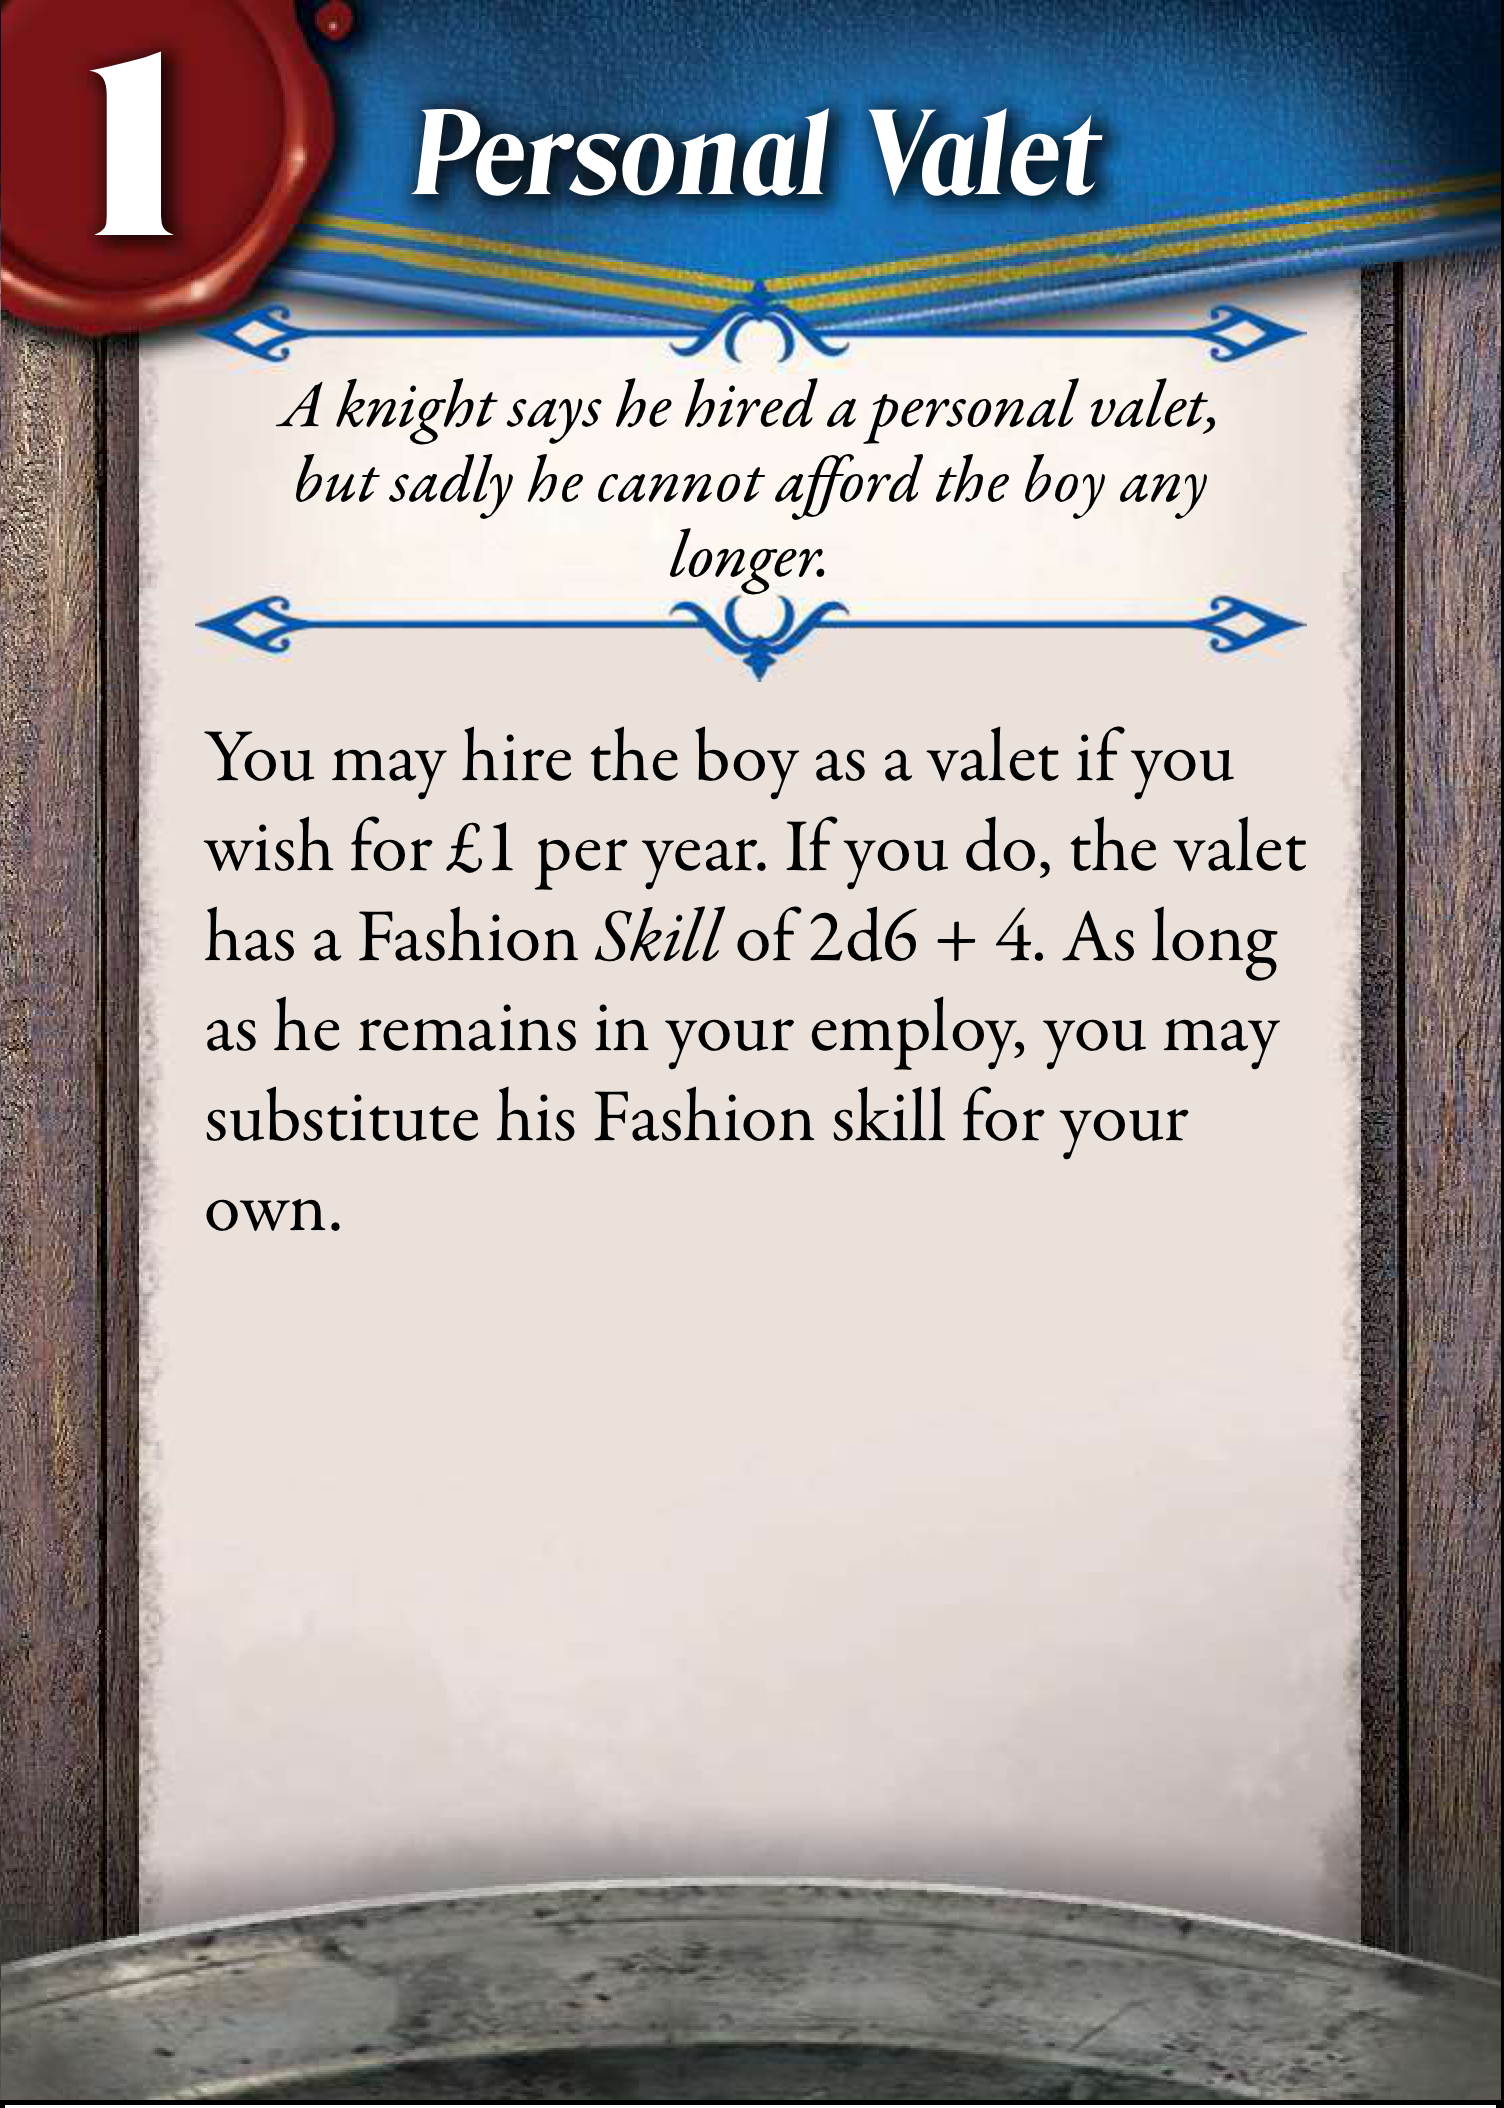 1
Personal Valet
A knight says he hired a personal valet,
but sadly he cannot afford the boy any
longer.
You may hire the boy as a valet if you
wish for £1 per year. If you do, the valet
has a Fashion Skill of 2d6 + 4. As long
as he remains in your employ, you may
substitute his Fashion skill for your
own.